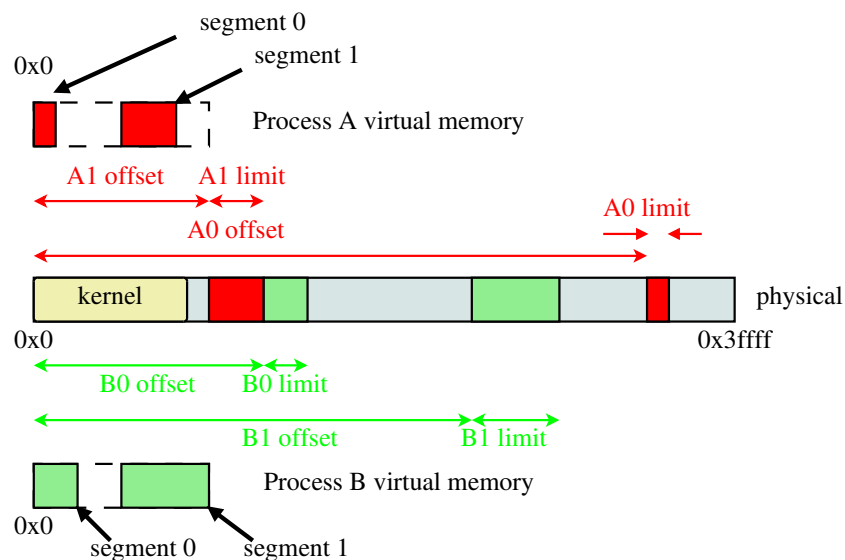 segment 0
segment 1
0x0
Process A virtual memory
A1 offset
A1 limit
A0 limit
A0 offset
kernel
physical
0x0
0x3ffff
B0 offset
B0 limit
B1 offset
B1 limit
Process B virtual memory
0x0
segment 0
segment 1